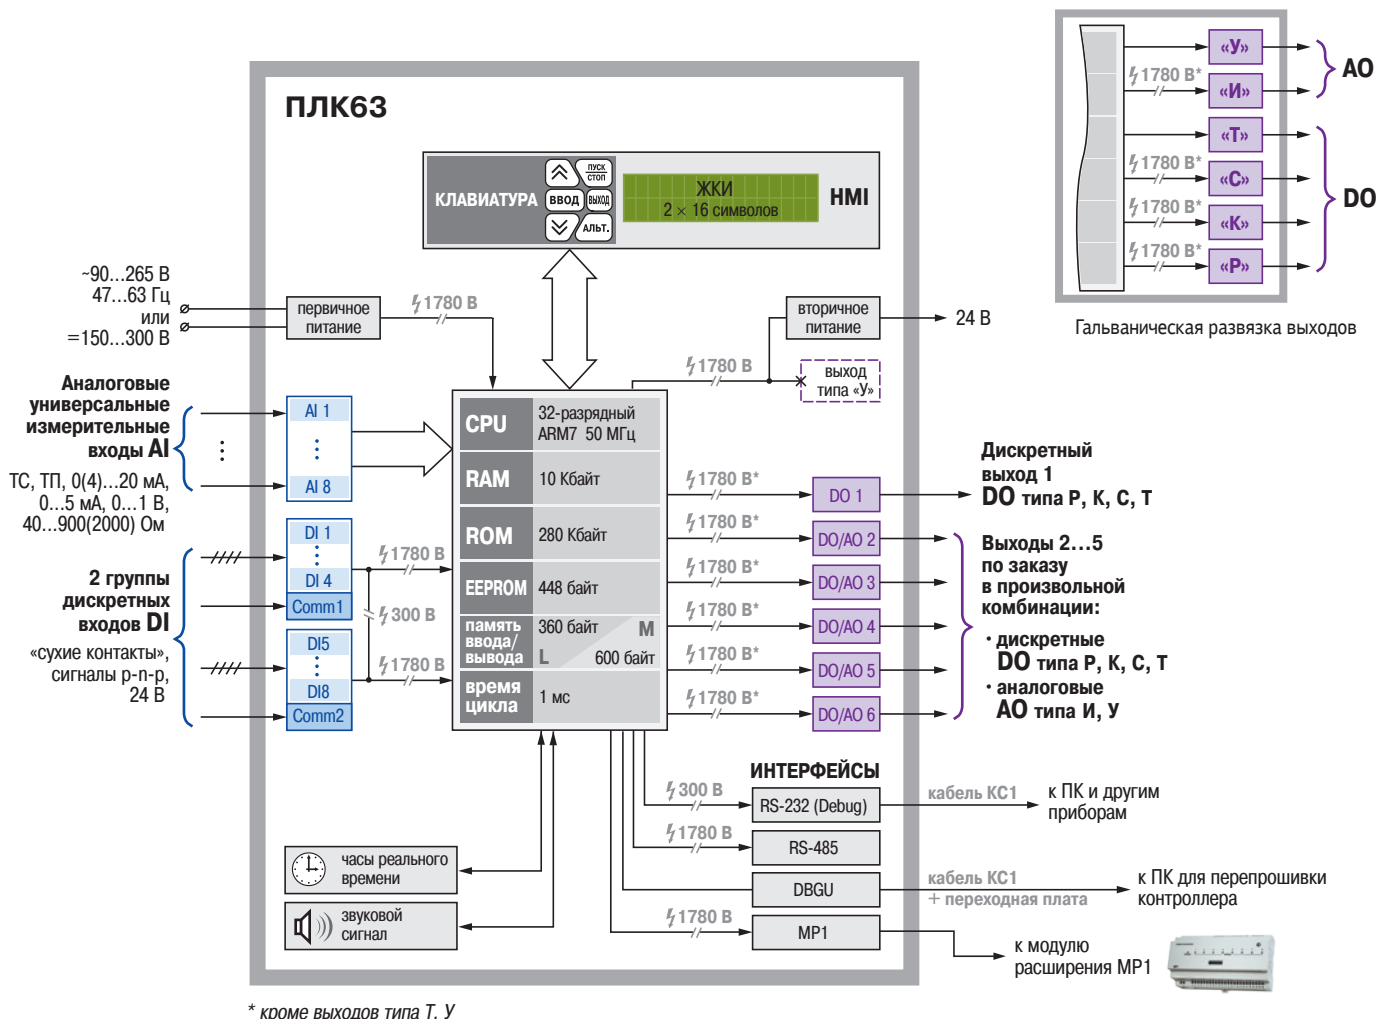 ПЛК63
КЛАВИАТУРА
ПУСК
СТОП
ВВОД
ВЫХОД
АЛЬТ.
ЖКИ
2 × 16 символов
HMI
~90...265 В
47...63 Гц
или
=150...300 В
первичное
питание
1780 В
вторичное
питание
24 В
1780 В
выход
типа «У»
Аналоговые
универсальные
измерительные
входы AI
ТС, ТП, 0(4)...20 мА,
0...5 мА, 0...1 В,
40...900(2000) Ом
AI 1
AI 8
2 группы
дискретных
входов DI
«сухие контакты»,
сигналы p-n-p,
24 В
DI 1
DI 4
Comm1
DI5
DI8
Comm2
1780 В
300 В
1780 В
CPU
32-разрядный
ARM7 50 МГц
RAM
10 Кбайт
ROM
280 Кбайт
EEPROM
448 байт
память
ввода/
вывода
360 байт
M
L
600 байт
время
цикла
1 мс
1780 В*
DO 1
1780 В*
DO/AO 2
1780 В*
DO/AO 3
1780 В*
DO/AO 4
1780 В*
DO/AO 5
1780 В*
DO/AO 6
Дискретный
выход 1
DO типа Р, К, С, Т
Выходы 2...5
по заказу
в произвольной
комбинации:
· дискретные
DO типа Р, К, С, Т
· аналоговые
АО типа И, У
ИНТЕРФЕЙСЫ
300 В
RS-232 (Debug)
кабель КС1
к ПК и другим
приборам
1780 В
RS-485
DBGU
кабель КС1
+ переходная плата
к ПК для перепрошивки
контроллера
1780 В
МР1
к модулю
расширения МР1
часы реального
времени
звуковой
сигнал
* кроме выходов типа Т, У
«У»
1780 В*
«И»
АО
«Т»
1780 В*
«С»
1780 В*
«К»
1780 В*
«Р»
DO
Гальваническая развязка выходов